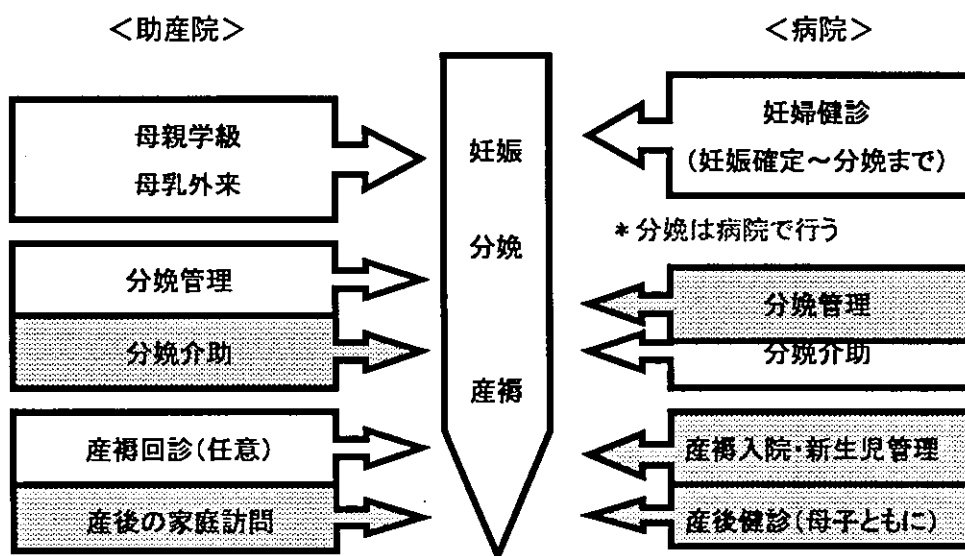 <助産院>
母親学級
母乳外来
分娩管理
分娩介助
産褥回診(任意)
産後の家庭訪問
妊娠
分娩
産褥
<病院>
妊婦健診
(妊娠確定~分娩まで)
*分娩は病院で行う
分娩管理
分娩介助
産褥入院・新生児管理
産後健診(母子ともに)